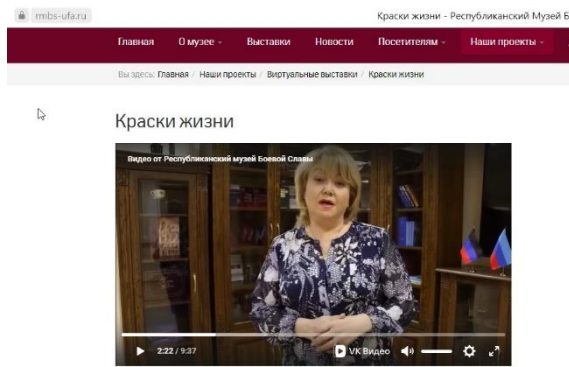 rmbs-ufa.ru
Краски жизни - Республиканский Музей Б
Главная О музее Выставки Новости Посетителям Наши проекты
Вы здесь: Главная / Наши проекты / Виртуальные выставки / Краски жизни
Краски жизни
Видео от Республиканский музей Боевой Славы
2:22 / 9:37 VK Видео